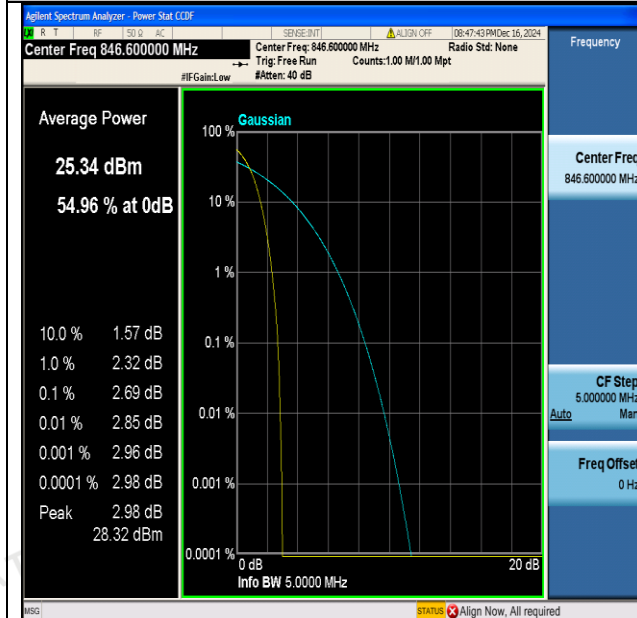 Agilent Spectrum Analyzer - Power Stat CCDF
R T RF 50 Ω AC SENSE:INT ALIGN OFF 08:47:43 PM Dec 16, 2024
Center Freq 846.600000 MHz
Center Freq: 846.600000 MHz Radio Std: None
Trig: Free Run Counts:1.00 M/1.00 Mpt
#IFGain:Low #Atten: 40 dB
Frequency
Average Power
25.34 dBm
54.96 % at 0dB
10.0 % 1.57 dB
1.0 % 2.32 dB
0.1 % 2.69 dB
0.01 % 2.85 dB
0.001 % 2.96 dB
0.0001 % 2.98 dB
Peak 2.98 dB
28.32 dBm
Gaussian
100 %
10 %
1 %
0.1 %
0.01 %
0.001 %
0.0001 %
0 dB 20 dB
Info BW 5.0000 MHz
Center Freq
846.600000 MHz
CF Step
5.000000 MHz
Auto Man
Freq Offset
0 Hz
MSG STATUS Align Now, All required